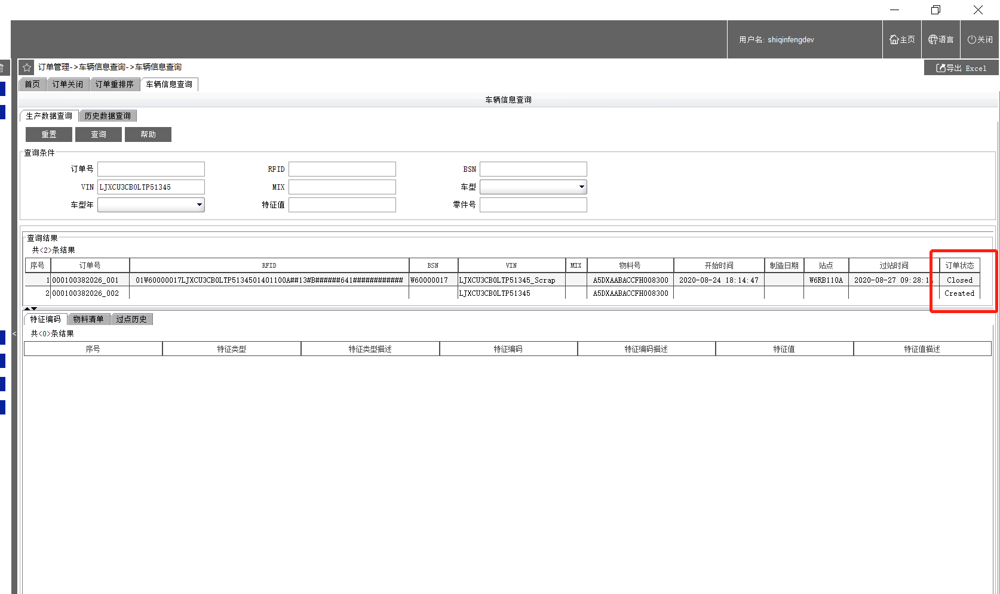 用户名: shiqinfengdev
主页
语言
关闭
订单管理->车辆信息查询->车辆信息查询
导出 Excel
首页 订单关闭 订单重排序 车辆信息查询
车辆信息查询
生产数据查询 历史数据查询
重置 查询 帮助
查询条件
订单号 RFID BSN
VIN LJXCU3CB0LTP51345 MIX 车型
车型年 特征值 零件号
查询结果
共<2>条结果
序号 订单号 RFID BSN VIN MIX 物料号 开始时间 制造日期 站点 过站时间 订单状态
1 000100382026_001 01W60000017LJXCU3CB0LTP5134501401100A##13#B######641############ W60000017 LJXCU3CB0LTP51345_Scrap A5DXAABACCFH008300 2020-08-24 18:14:47 W6RB110A 2020-08-27 09:28:1 Closed
2 000100382026_002 LJXCU3CB0LTP51345 A5DXAABACCFH008300 Created
特征编码 物料清单 过点历史
<
共<0>条结果
序号 特征类型 特征类型描述 特征编码 特征编码描述 特征值 特征值描述